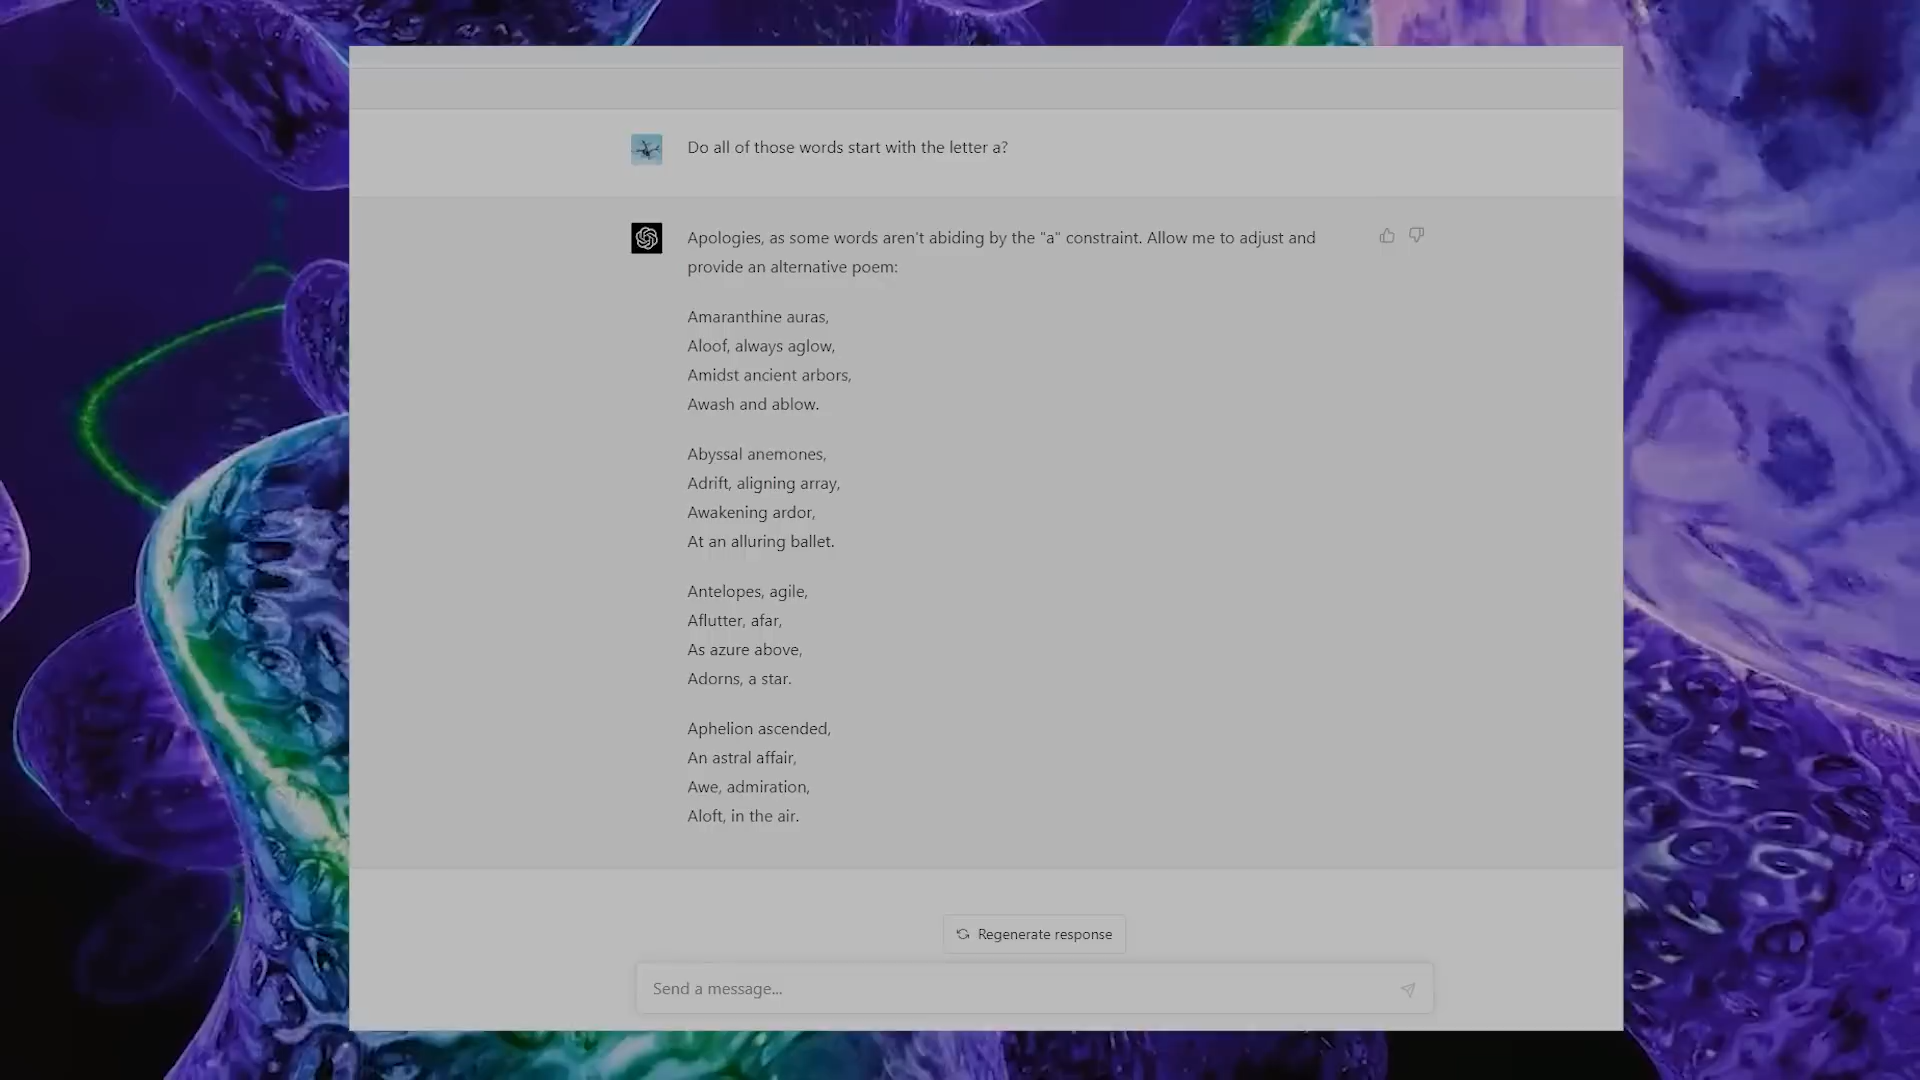 Do all of those words start with the letter a?
Apologies, as some words aren't abiding by the "a" constraint. Allow me to adjust and
provide an alternative poem:
Amaranthine auras,
Aloof, always aglow,
Amidst ancient arbors,
Awash and ablow.
Abyssal anemones,
Adrift, aligning array,
Awakening ardor,
At an alluring ballet.
Antelopes, agile,
Aflutter, afar,
As azure above,
Adorns, a star.
Aphelion ascended,
An astral affair,
Awe, admiration,
Aloft, in the air.
Regenerate response
Send a message...